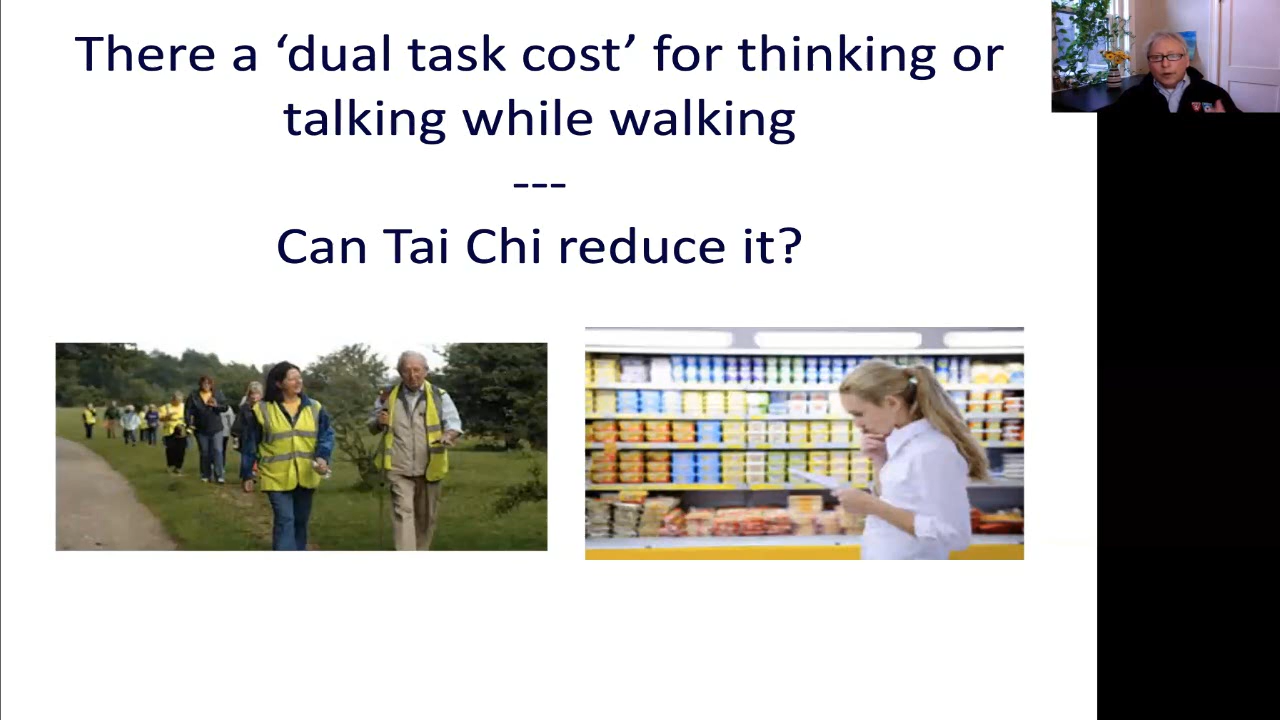 There a ‘dual task cost’ for thinking or
talking while walking
---
Can Tai Chi reduce it?